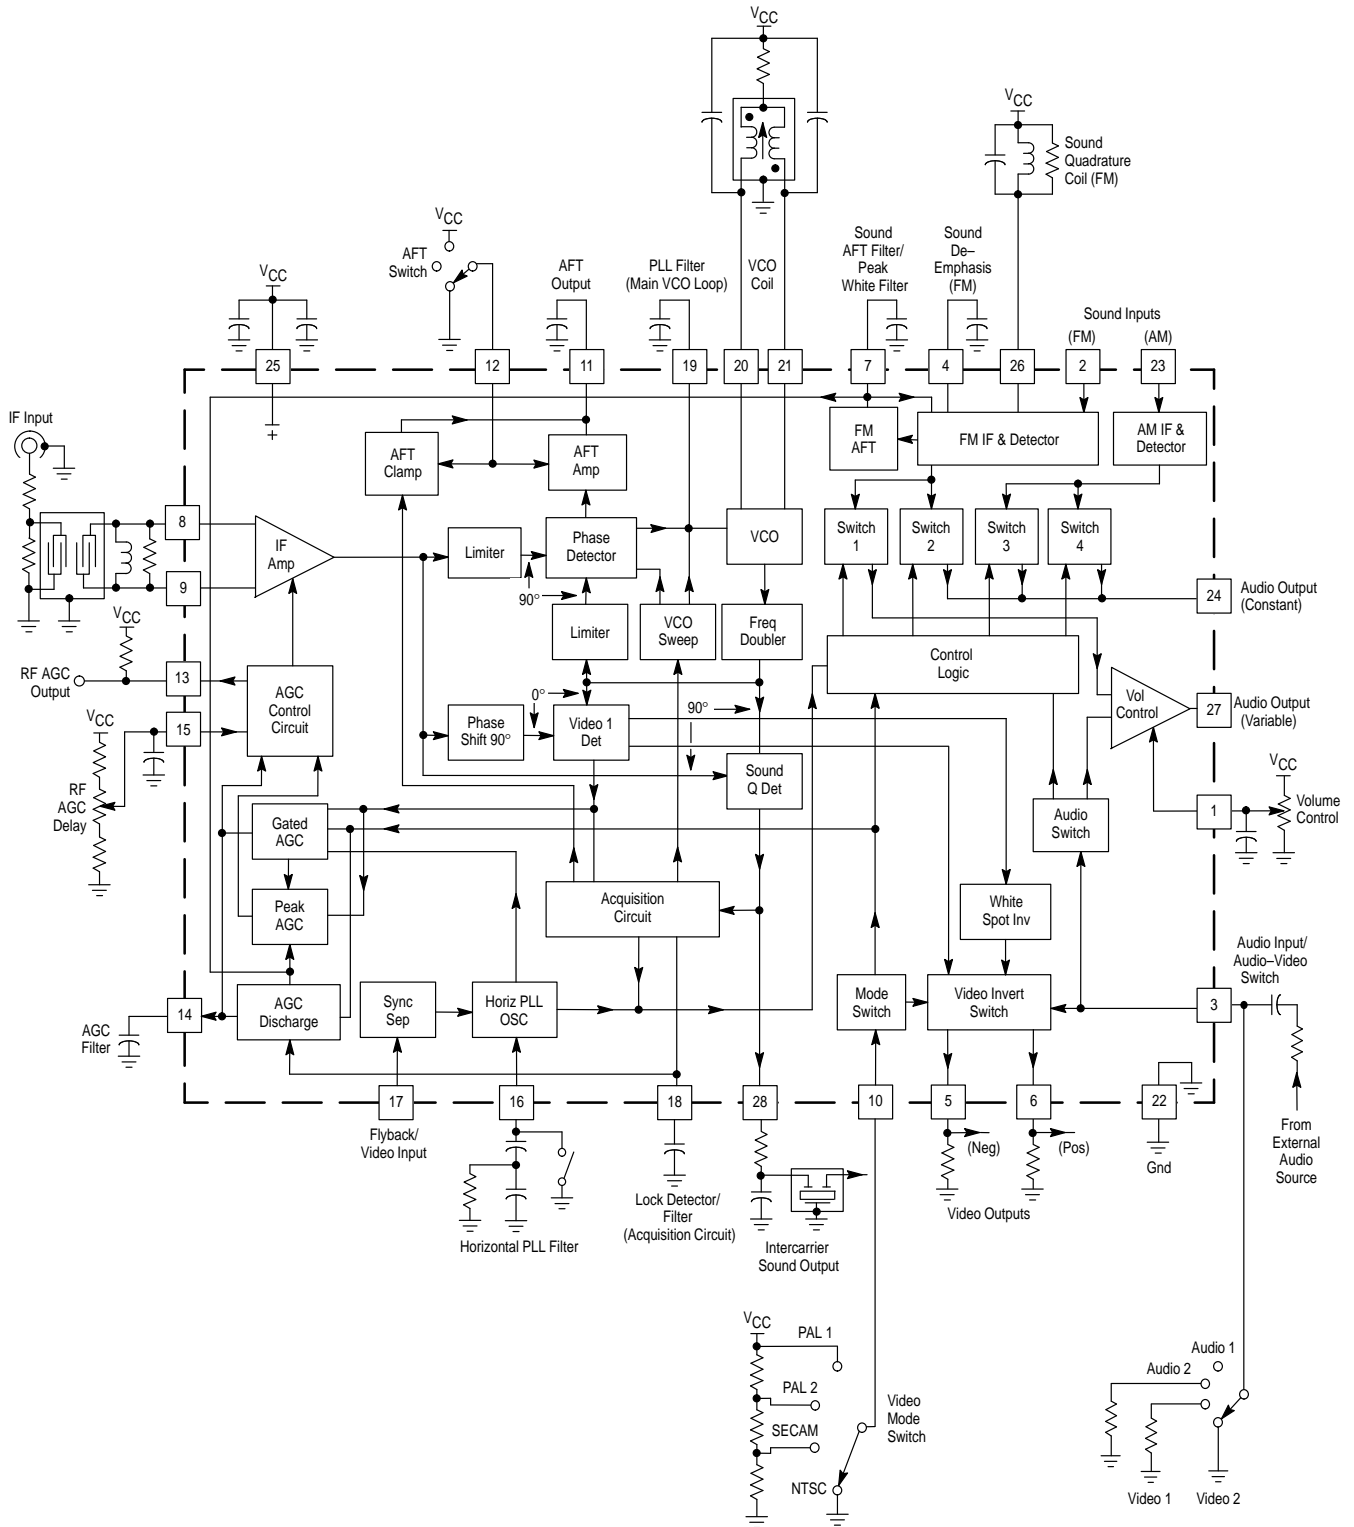 VCC
VCC
Sound
Quadrature
Coil (FM)
VCC
AFT
Switch
VCC
AFT
Output
PLL Filter
(Main VCO Loop)
VCO
Coil
Sound
AFT Filter/
Peak
White Filter
Sound
De–
Emphasis
(FM)
Sound Inputs
(FM)
(AM)
25
12
11
19
20
21
7
4
26
2
23
IF Input
+
AFT
Clamp
AFT
Amp
FM
AFT
FM IF & Detector
AM IF &
Detector
8
9
IF
Amp
Limiter
Phase
Detector
VCO
Switch
1
Switch
2
Switch
3
Switch
4
90°
24
Audio Output
(Constant)
VCC
Limiter
VCO
Sweep
Freq
Doubler
Control
Logic
RF AGC
Output
13
AGC
Control
Circuit
Vol
Control
27
Audio Output
(Variable)
VCC
15
0°
90°
Phase
Shift 90°
Video 1
Det
Sound
Q Det
VCC
RF
AGC
Delay
Gated
AGC
Audio
Switch
1
Volume
Control
Peak
AGC
Acquisition
Circuit
White
Spot Inv
Audio Input/
Audio–Video
Switch
14
AGC
Filter
AGC
Discharge
Sync
Sep
Horiz PLL
OSC
Mode
Switch
Video Invert
Switch
3
17
16
18
28
10
5
6
22
Flyback/
Video Input
(Neg)
(Pos)
Gnd
From
External
Audio
Source
Horizontal PLL Filter
Lock Detector/
Filter
(Acquisition Circuit)
Intercarrier
Sound Output
Video Outputs
VCC
PAL 1
PAL 2
SECAM
NTSC
Video
Mode
Switch
Audio 1
Audio 2
Video 1
Video 2